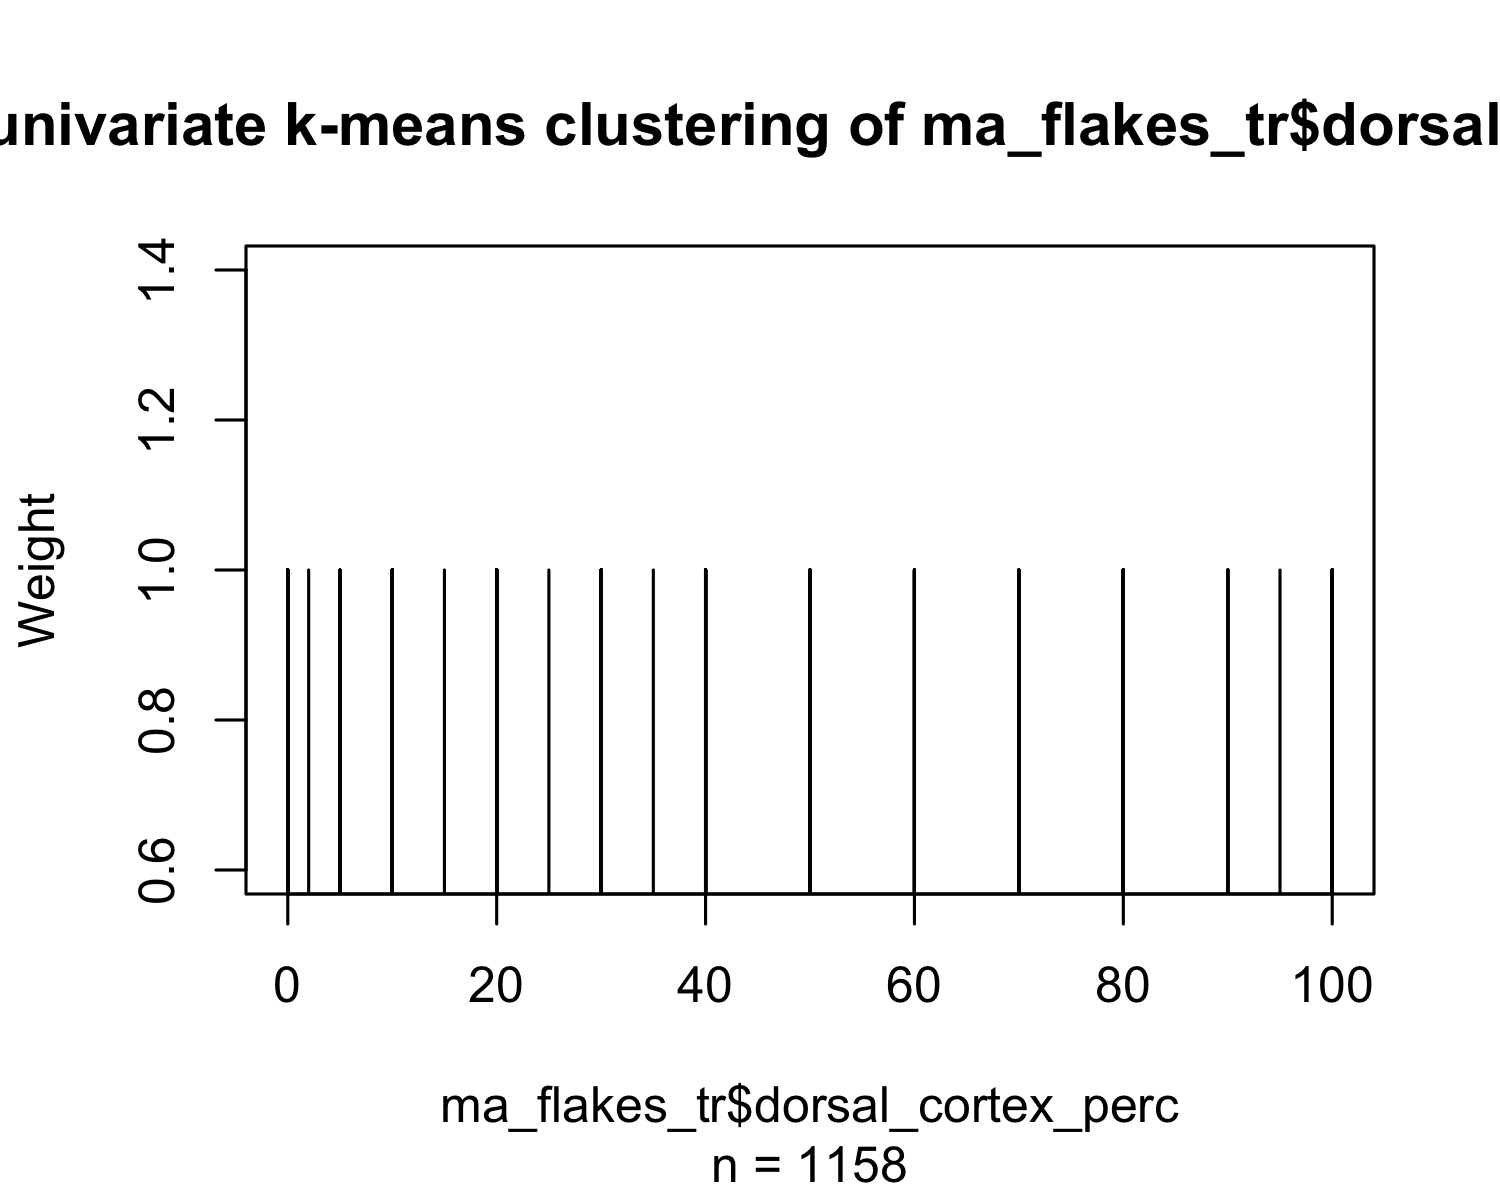 univariate k-means clustering of ma_flakes_tr$dorsal
1.4
1.2
1.0
0.8
0.6
Weight
0 20 40 60 80 100
ma_flakes_tr$dorsal_cortex_perc
n = 1158